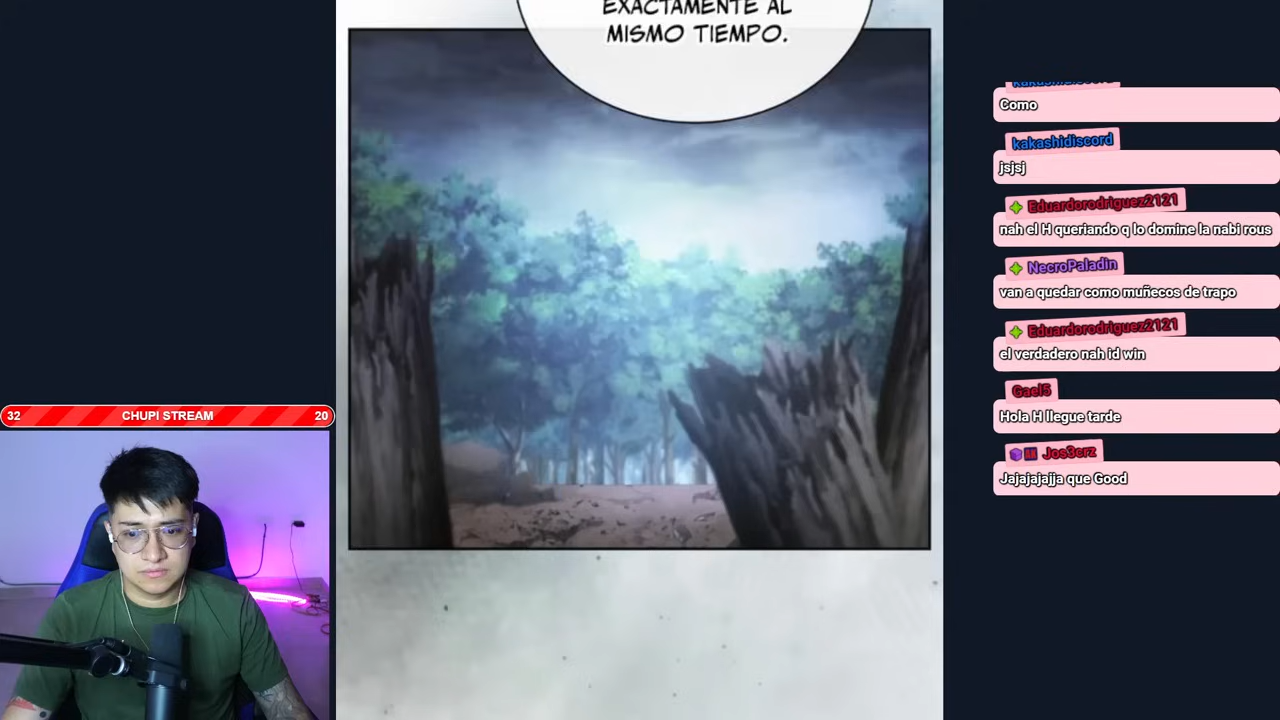 EXACTAMENTE AL
MISMO TIEMPO.
Como
kakashidiscord
jsjsj
Eduardorodriguez2121
nah el H queriando q lo domine la nabi rous
NecroPaladin
van a quedar como muñecos de trapo
Eduardorodriguez2121
el verdadero nah id win
Gael5
Hola H llegue tarde
Jos3erz
Jajajajajja que Good
32 CHUPI STREAM 20